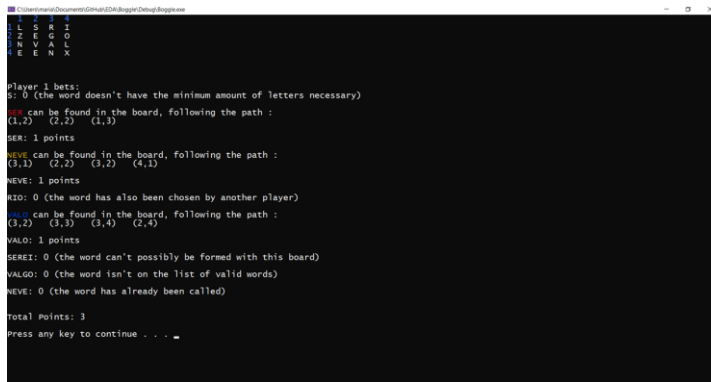 C:\Users\maria\Documents\GitHub\EDA\Boggle\Debug\Boggle.exe
1 2 3 4
1 L S R I
2 Z E G O
3 N V A L
4 E E N X
Player 1 bets:
S: 0 (the word doesn't have the minimum amount of letters necessary)
SER can be found in the board, following the path :
(1,2) (2,2) (1,3)
SER: 1 points
NEVE can be found in the board, following the path :
(3,1) (2,2) (3,2) (4,1)
NEVE: 1 points
RIO: 0 (the word has also been chosen by another player)
VALO can be found in the board, following the path :
(3,2) (3,3) (3,4) (2,4)
VALO: 1 points
SEREI: 0 (the word can't possibly be formed with this board)
VALGO: 0 (the word isn't on the list of valid words)
NEVE: 0 (the word has already been called)
Total Points: 3
Press any key to continue . . . _